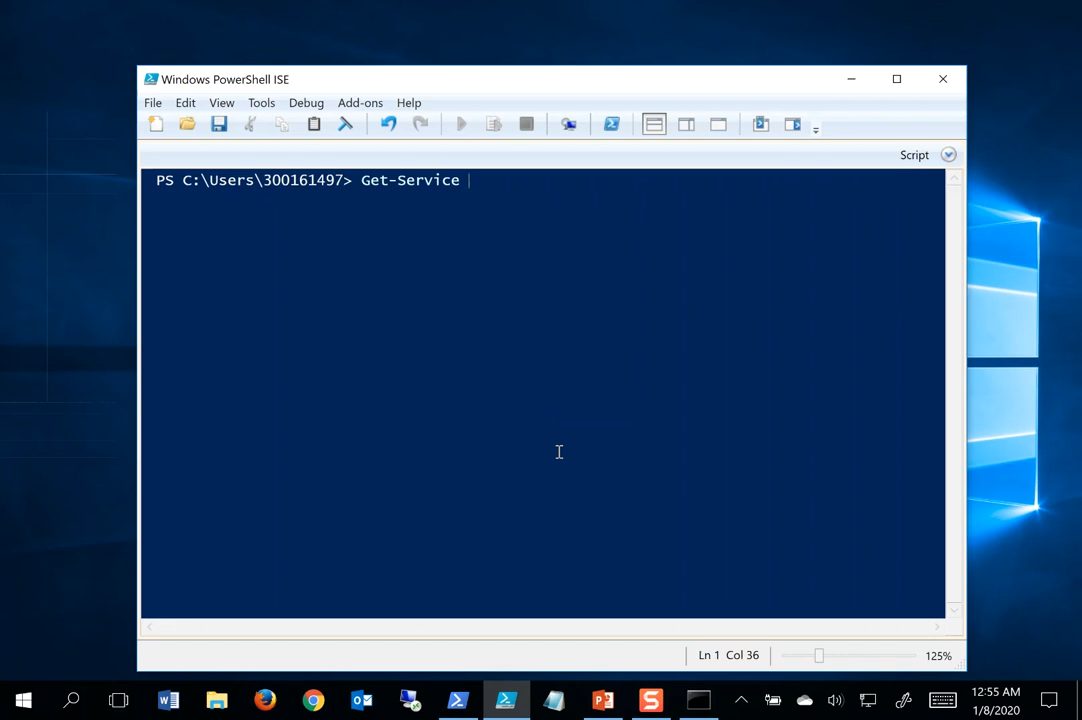 Windows PowerShell ISE
File Edit View Tools Debug Add-ons Help
Script
PS C:\Users\300161497> Get-Service
Ln 1 Col 36 125%
12:55 AM
1/8/2020